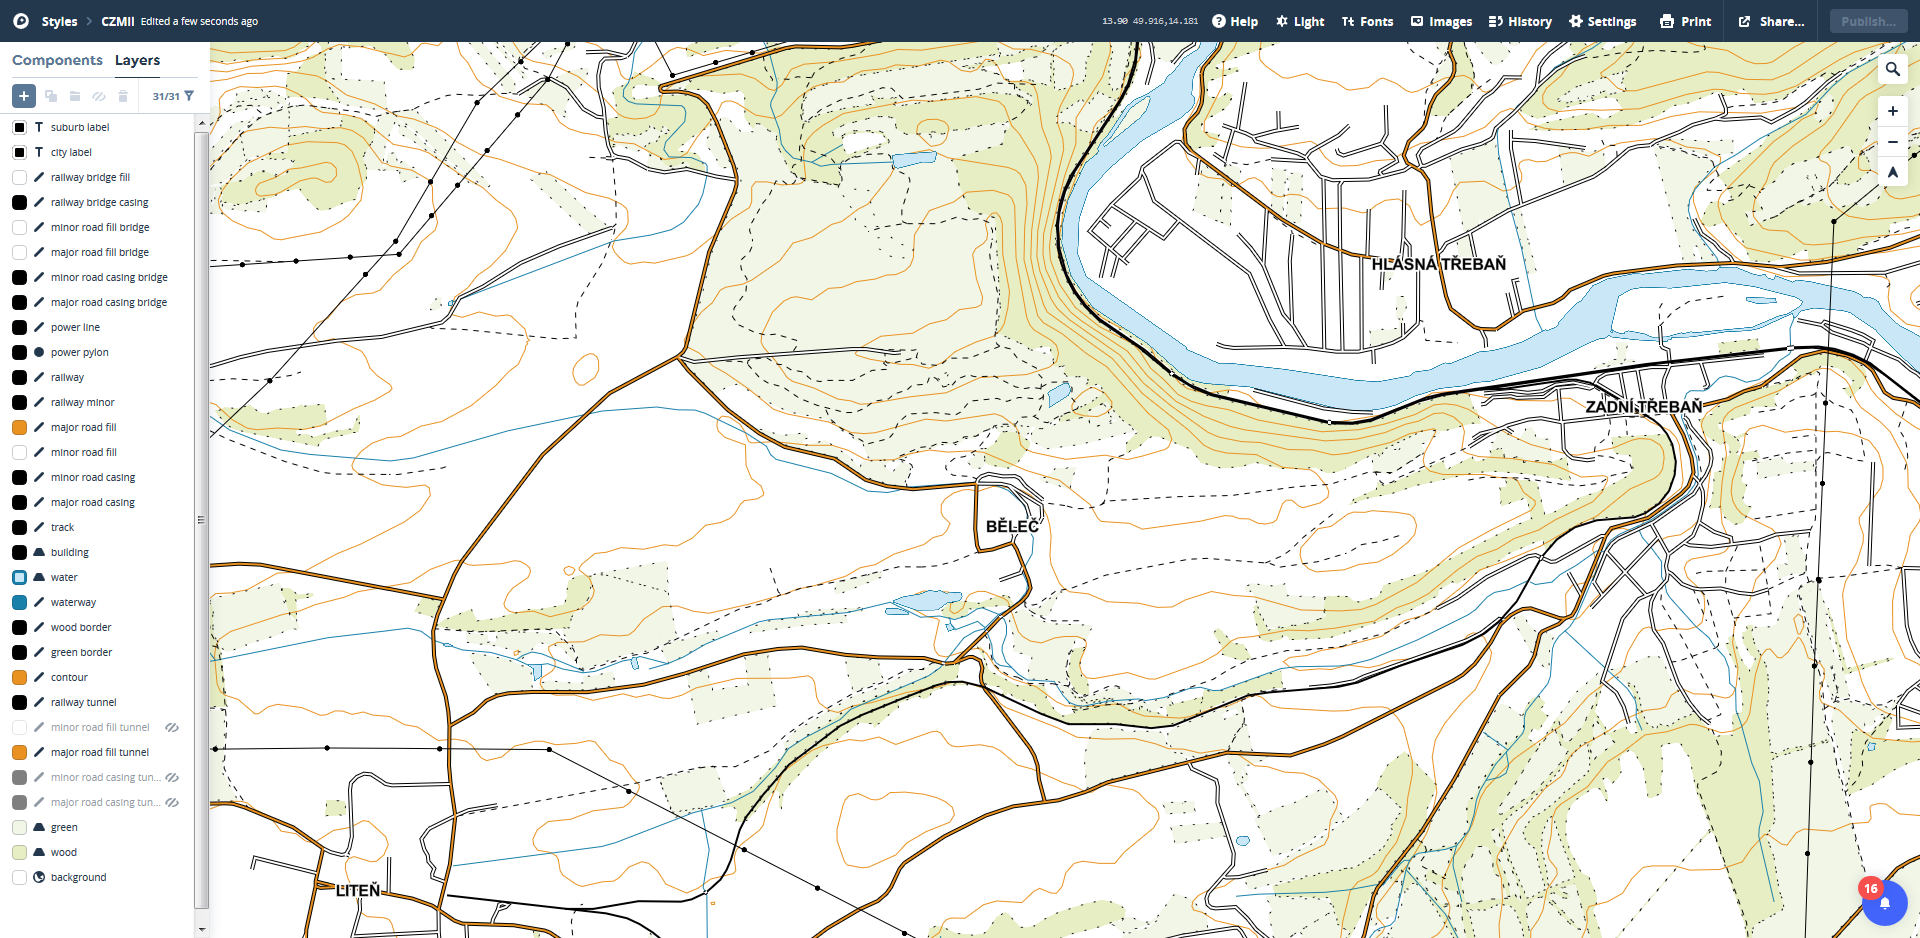 Styles > CZMIl Edited a few seconds ago
13.90 49.916,14.181
Help
Light
Fonts
Images
History
Settings
Print
Share...
Publish...
Components Layers
31/31
suburb label
city label
railway bridge fill
railway bridge casing
minor road fill bridge
major road fill bridge
minor road casing bridge
major road casing bridge
power line
power pylon
railway
railway minor
major road fill
minor road fill
minor road casing
major road casing
track
building
water
waterway
wood border
green border
contour
railway tunnel
minor road fill tunnel
major road fill tunnel
minor road casing tun...
major road casing tun...
green
wood
background
HLÁSNÁ TŘEBAŇ
ZADNÍ TŘEBAŇ
BĚLEČ
LITEŇ
16